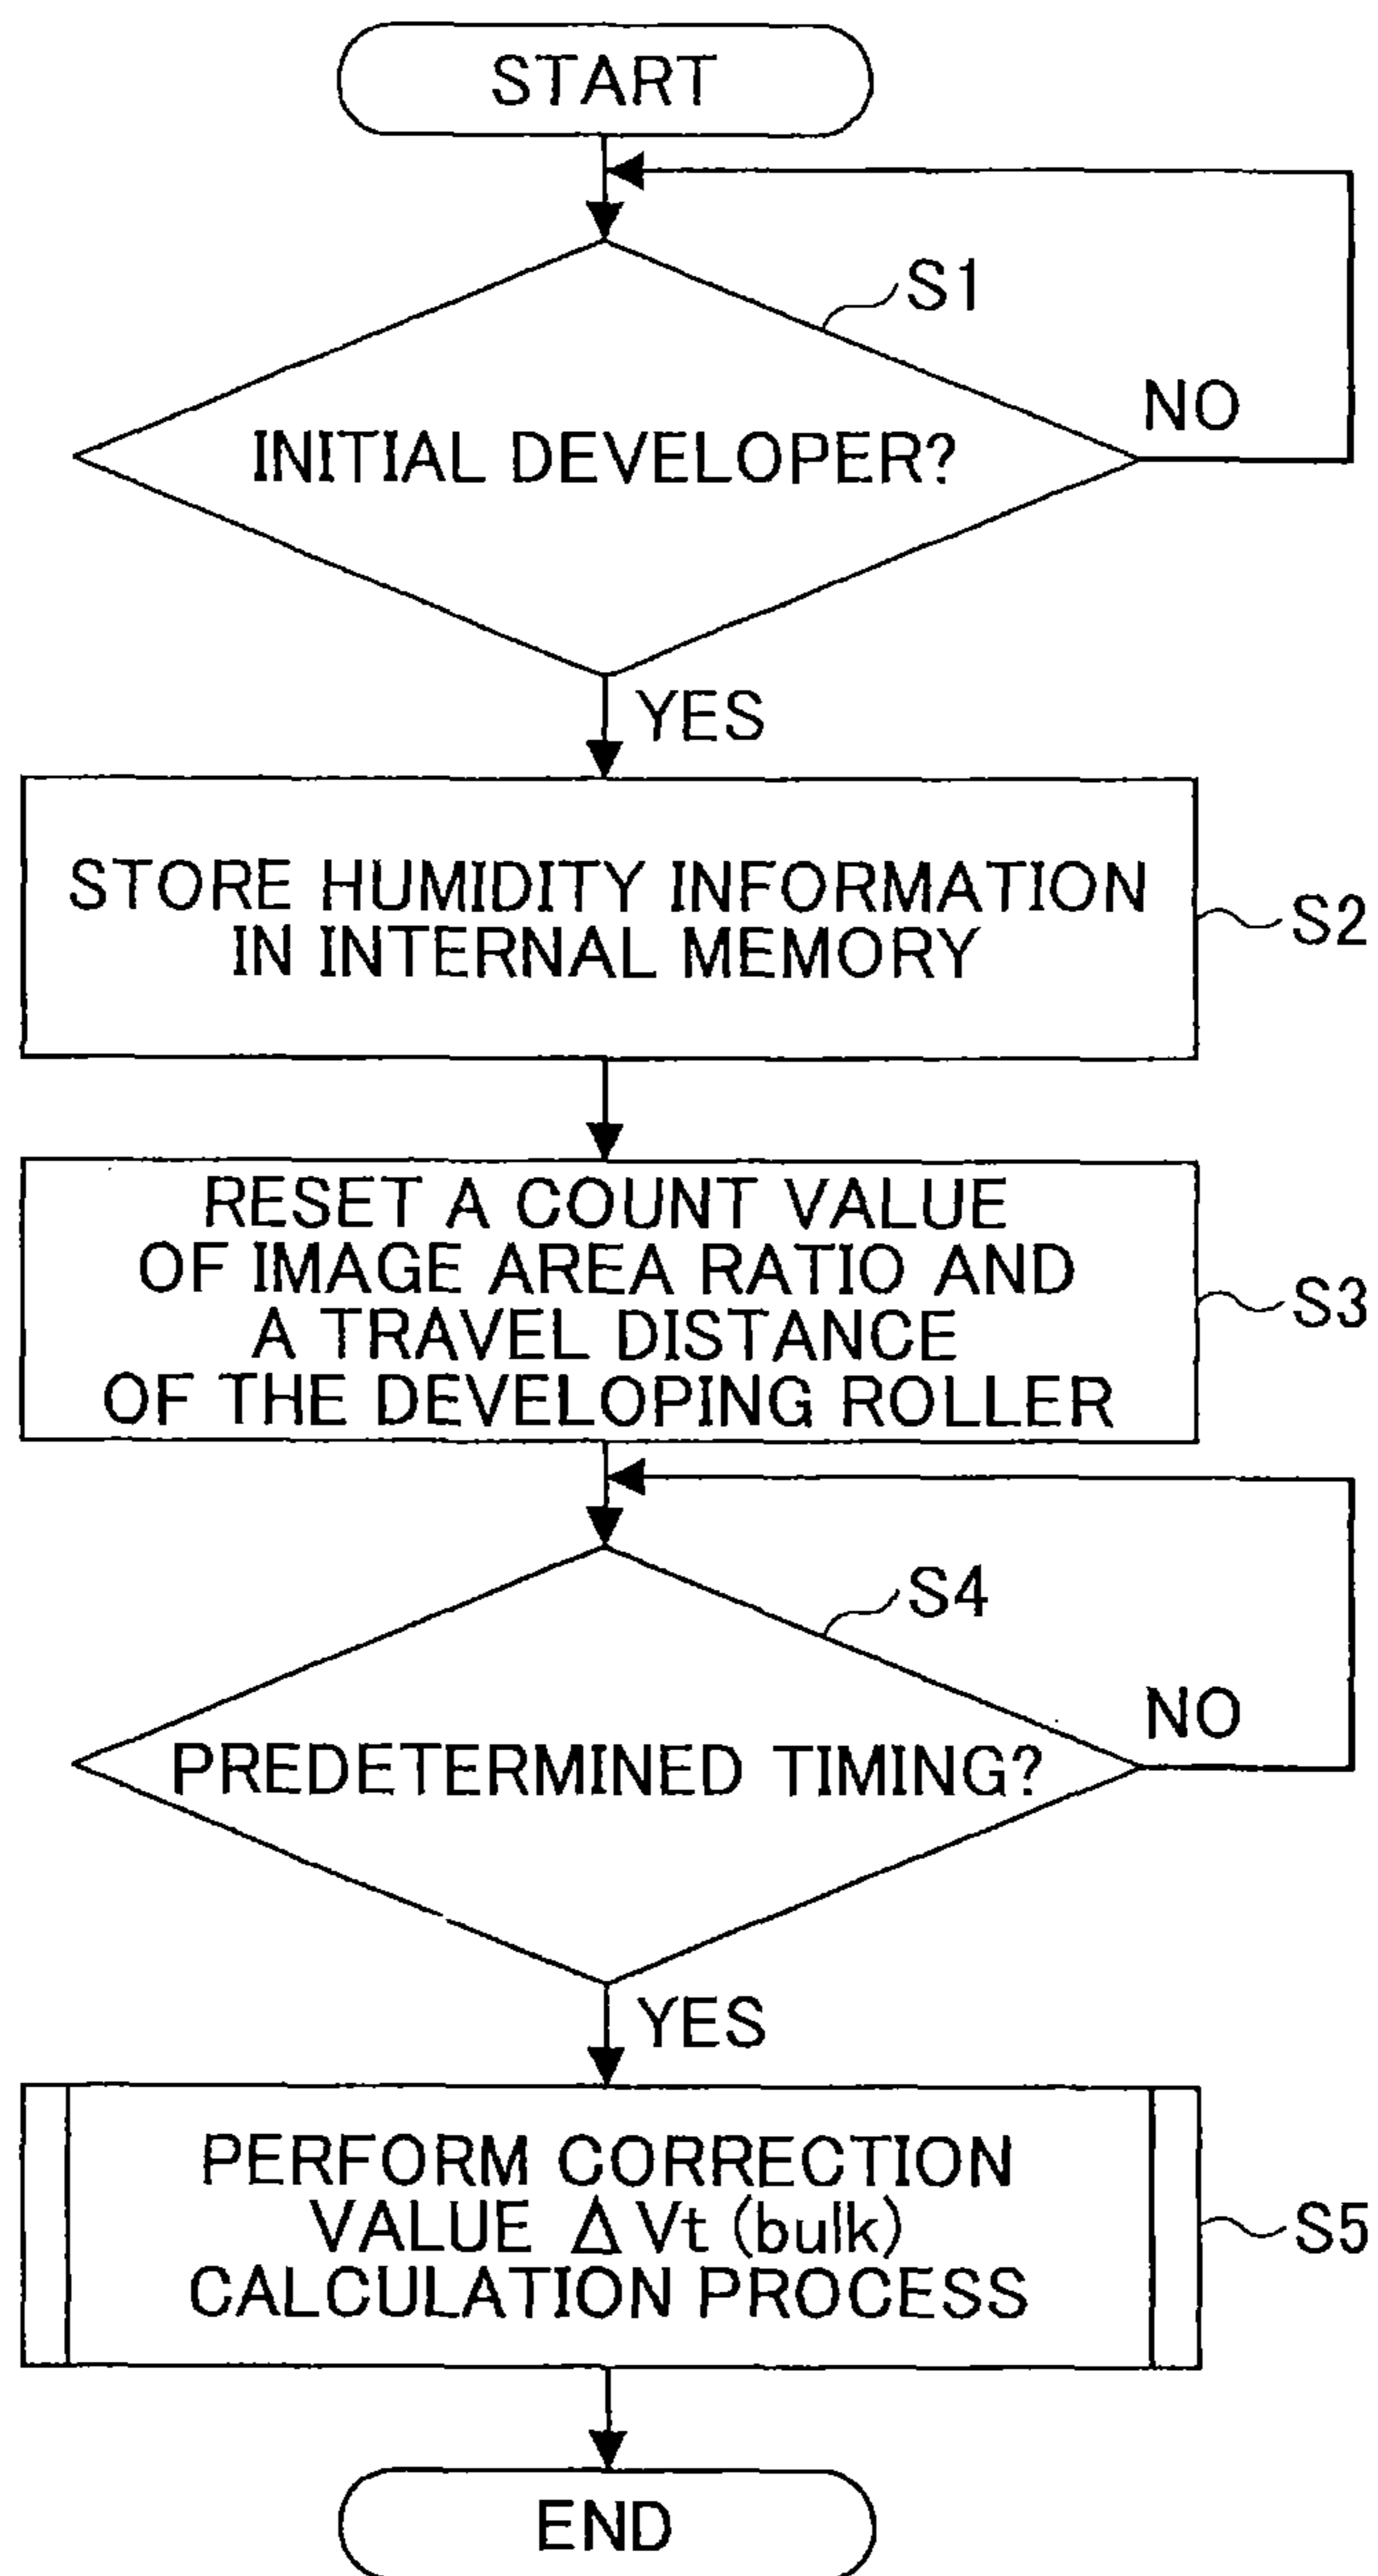 START
S1
NO
INITIAL DEVELOPER?
YES
STORE HUMIDITY INFORMATION
IN INTERNAL MEMORY
S2
RESET A COUNT VALUE
OF IMAGE AREA RATIO AND
A TRAVEL DISTANCE
OF THE DEVELOPING ROLLER
S3
S4
NO
PREDETERMINED TIMING?
YES
PERFORM CORRECTION
VALUE Δ Vt (bulk)
CALCULATION PROCESS
S5
END